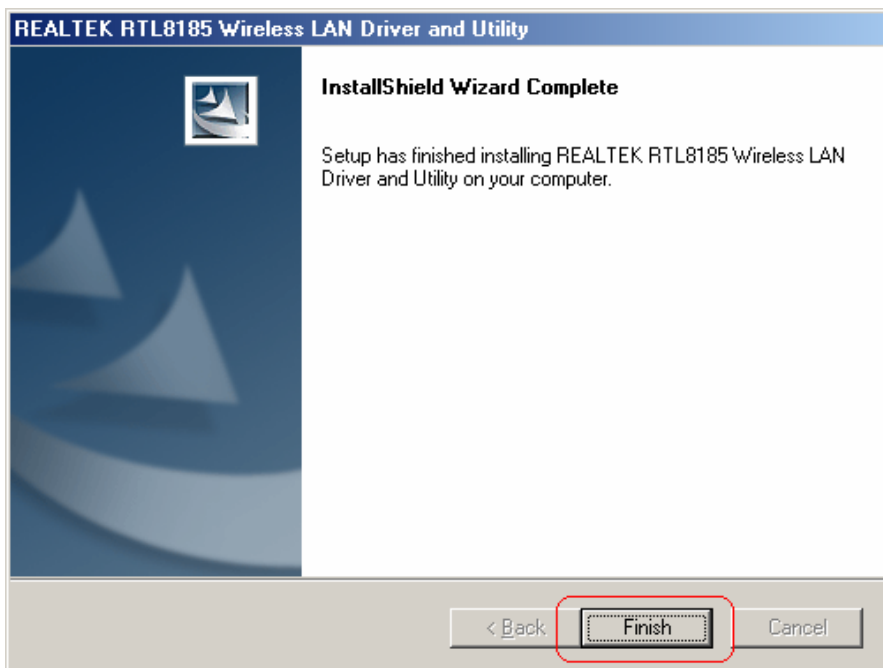 REALTEK RTL8185 Wireless LAN Driver and Utility
InstallShield Wizard Complete
Setup has finished installing REALTEK RTL8185 Wireless LAN
Driver and Utility on your computer.
< Back
Finish
Cancel